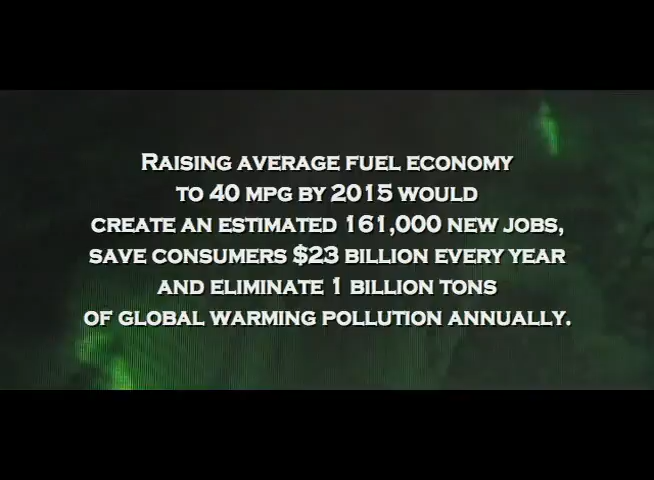 Raising average fuel economy
to 40 mpg by 2015 would
create an estimated 161,000 new jobs,
save consumers $23 billion every year
and eliminate 1 billion tons
of global warming pollution annually.